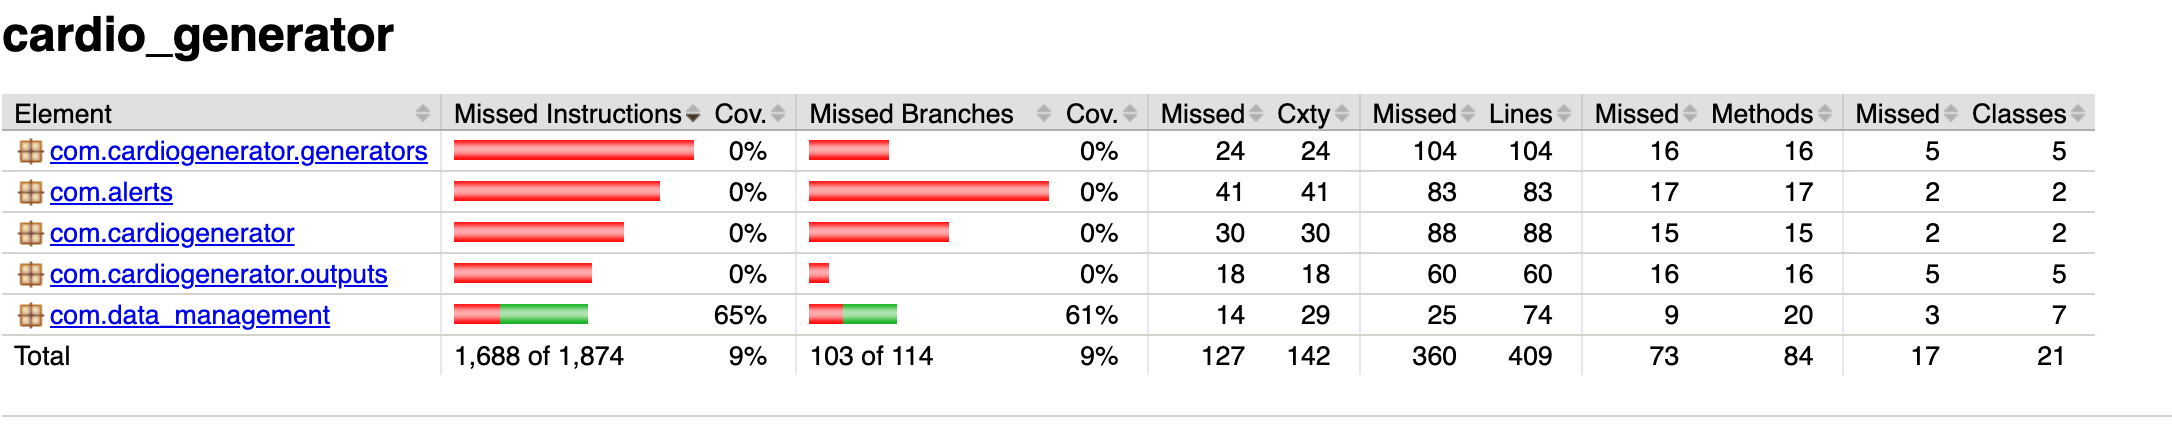 cardio_generator
Element Missed Instructions Cov. Missed Branches Cov. Missed Cxty Missed Lines Missed Methods Missed Classes
com.cardiogenerator.generators 0% 0% 24 24 104 104 16 16 5 5
com.alerts 0% 0% 41 41 83 83 17 17 2 2
com.cardiogenerator 0% 0% 30 30 88 88 15 15 2 2
com.cardiogenerator.outputs 0% 0% 18 18 60 60 16 16 5 5
com.data_management 65% 61% 14 29 25 74 9 20 3 7
Total 1,688 of 1,874 9% 103 of 114 9% 127 142 360 409 73 84 17 21